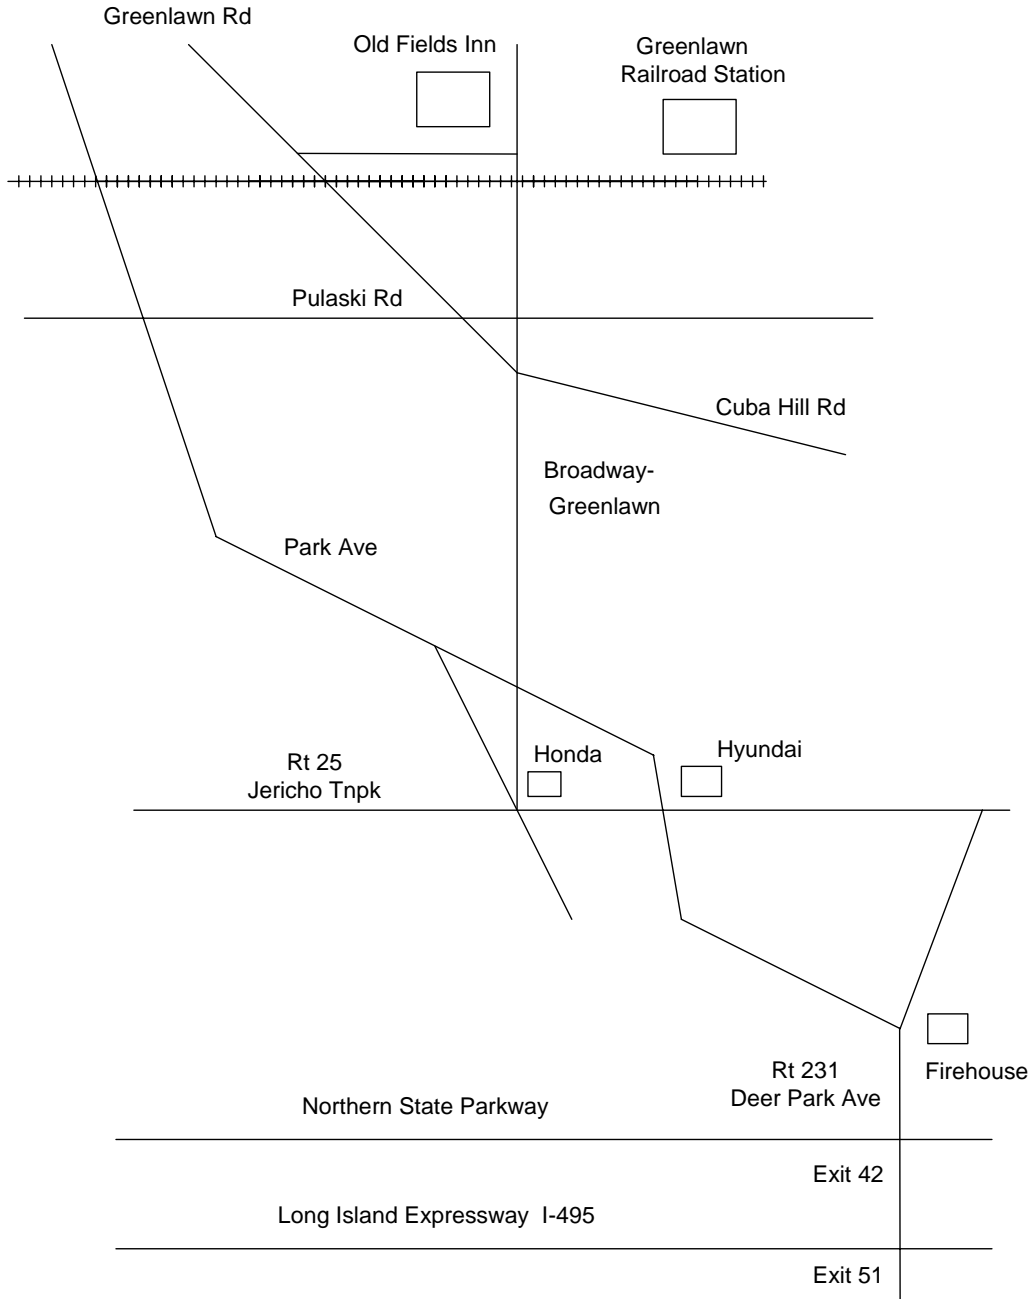 Greenlawn Rd
Old Fields Inn
Greenlawn
Railroad Station
Pulaski Rd
Cuba Hill Rd
Broadway-
Greenlawn
Park Ave
Honda
Hyundai
Rt 25
Jericho Tnpk
Rt 231
Deer Park Ave
Firehouse
Northern State Parkway
Exit 42
Long Island Expressway  I-495
Exit 51